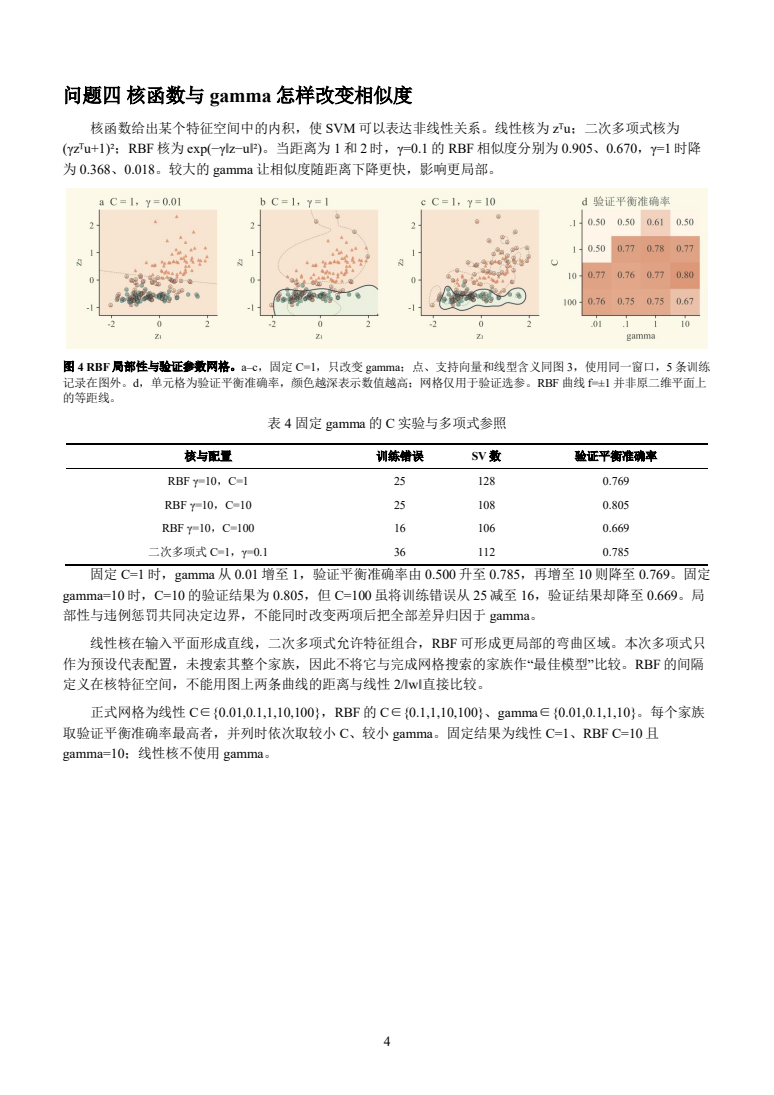 问题四 核函数与 gamma 怎样改变相似度
核函数给出某个特征空间中的内积，使 SVM 可以表达非线性关系。线性核为 zᵀu；二次多项式核为
(γzᵀu+1)²；RBF 核为 exp(−γ‖z−u‖²)。当距离为 1 和 2 时，γ=0.1 的 RBF 相似度分别为 0.905、0.670，γ=1 时降
为 0.368、0.018。较大的 gamma 让相似度随距离下降更快，影响更局部。
a C = 1，γ = 0.01
2
1
0
-1
z₂
-2 0 2
z₁
b C = 1，γ = 1
2
1
0
-1
z₂
-2 0 2
z₁
c C = 1，γ = 10
2
1
0
-1
z₂
-2 0 2
z₁
d 验证平衡准确率
.1 0.50 0.50 0.61 0.50
1 0.50 0.77 0.78 0.77
10 0.77 0.76 0.77 0.80
100 0.76 0.75 0.75 0.67
C
.01 .1 1 10
gamma
图 4 RBF 局部性与验证参数网格。a–c，固定 C=1，只改变 gamma；点、支持向量和线型含义同图 3，使用同一窗口，5 条训练
记录在图外。d，单元格为验证平衡准确率，颜色越深表示数值越高；网格仅用于验证选参。RBF 曲线 f=±1 并非原二维平面上
的等距线。
表 4 固定 gamma 的 C 实验与多项式参照
核与配置 训练错误 SV 数 验证平衡准确率
RBF γ=10，C=1 25 128 0.769
RBF γ=10，C=10 25 108 0.805
RBF γ=10，C=100 16 106 0.669
二次多项式 C=1，γ=0.1 36 112 0.785
固定 C=1 时，gamma 从 0.01 增至 1，验证平衡准确率由 0.500 升至 0.785，再增至 10 则降至 0.769。固定
gamma=10 时，C=10 的验证结果为 0.805，但 C=100 虽将训练错误从 25 减至 16，验证结果却降至 0.669。局
部性与违例惩罚共同决定边界，不能同时改变两项后把全部差异归因于 gamma。
线性核在输入平面形成直线，二次多项式允许特征组合，RBF 可形成更局部的弯曲区域。本次多项式只
作为预设代表配置，未搜索其整个家族，因此不将它与完成网格搜索的家族作“最佳模型”比较。RBF 的间隔
定义在核特征空间，不能用图上两条曲线的距离与线性 2/‖w‖直接比较。
正式网格为线性 C∈{0.01,0.1,1,10,100}，RBF 的 C∈{0.1,1,10,100}、gamma∈{0.01,0.1,1,10}。每个家族
取验证平衡准确率最高者，并列时依次取较小 C、较小 gamma。固定结果为线性 C=1、RBF C=10 且
gamma=10；线性核不使用 gamma。
4